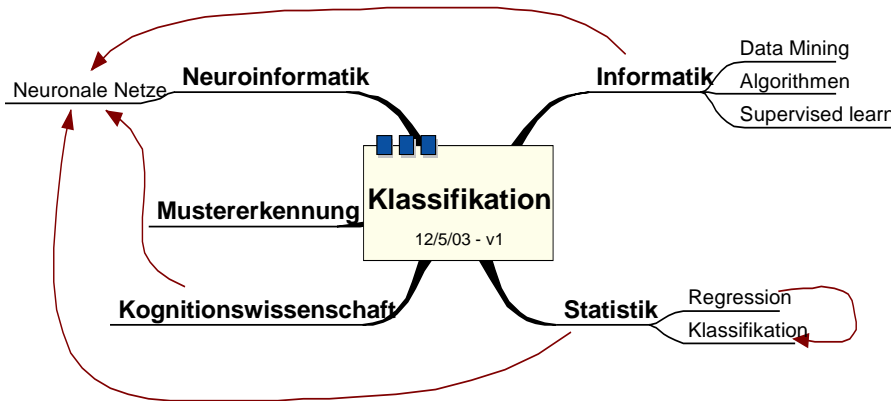 Neuroinformatik
Neuronale Netze
Informatik
Data Mining
Algorithmen
Supervised learn
Klassifikation
12/5/03 - v1
Mustererkennung
Kognitionswissenschaft
Statistik
Regression
Klassifikation